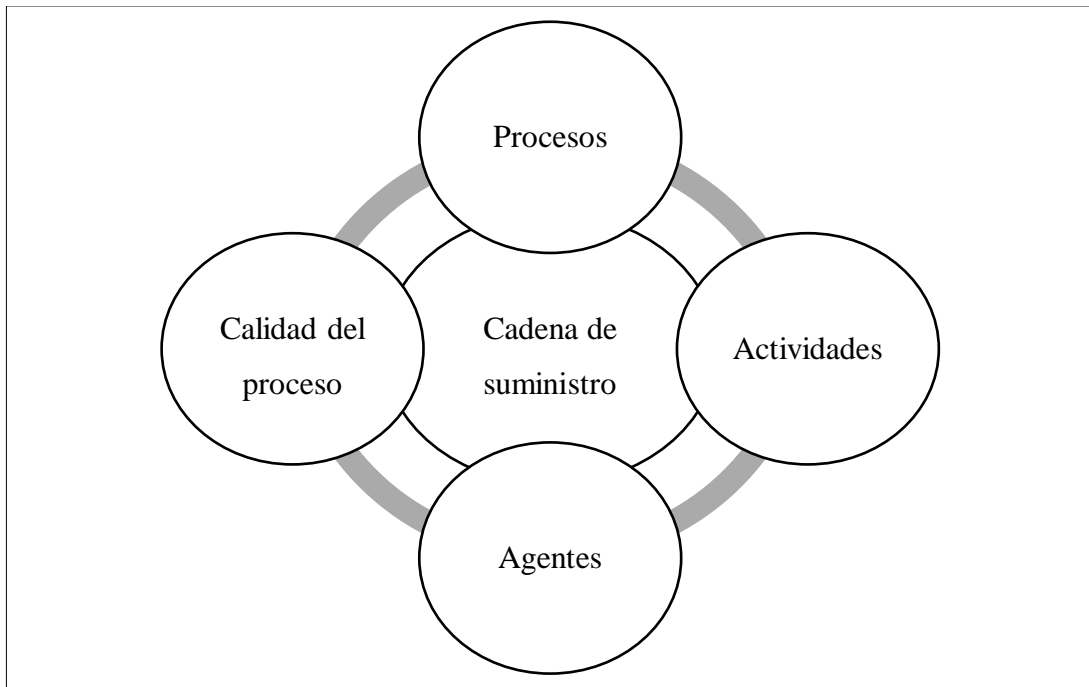 Procesos
Calidad del
proceso
Cadena de
suministro
Actividades
Agentes